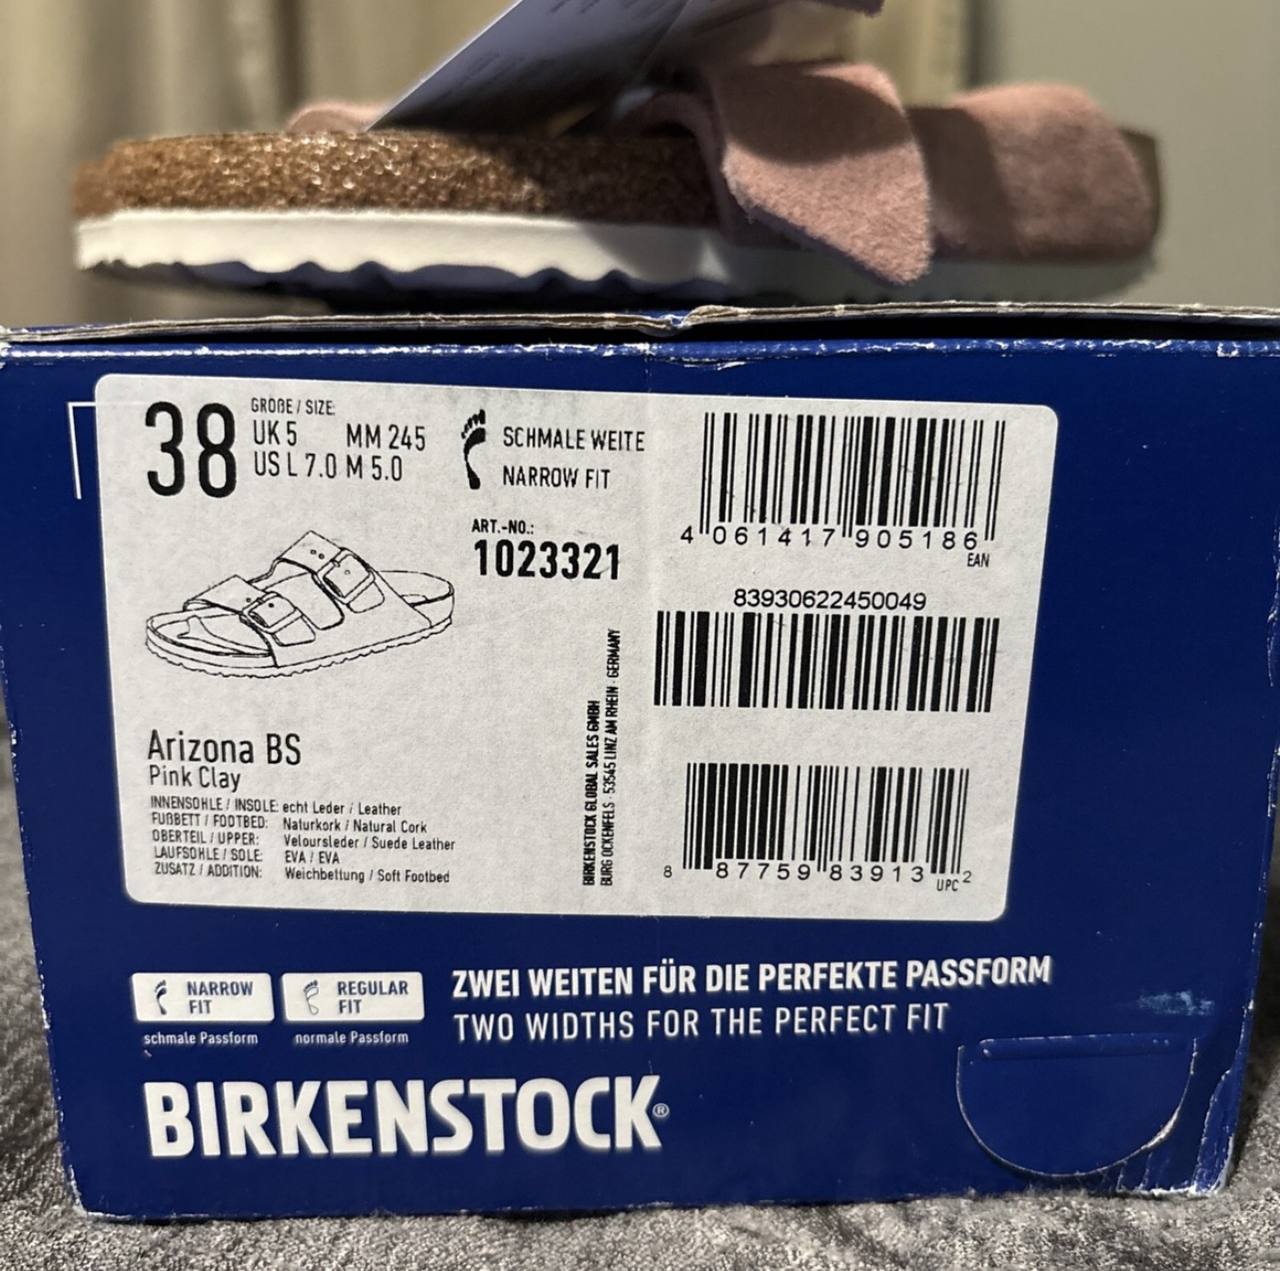 38
GRÖßE / SIZE:
UK 5 MM 245
US L 7.0 M 5.0
SCHMALE WEITE
NARROW FIT
ART.-NO.:
1023321
4 061417 905186
EAN
83930622450049
Arizona BS
Pink Clay
INNENSOHLE / INSOLE: echt Leder / Leather
FUßBETT / FOOTBED: Naturkork / Natural Cork
OBERTEIL / UPPER: Veloursleder / Suede Leather
LAUFSOHLE / SOLE: EVA / EVA
ZUSATZ / ADDITION: Weichbettung / Soft Footbed
BIRKENSTOCK GLOBAL SALES GMBH
BURG OCKENFELS · 53545 LINZ AM RHEIN · GERMANY
8 87759 83913 2
UPC
NARROW
FIT
schmale Passform
REGULAR
FIT
normale Passform
ZWEI WEITEN FÜR DIE PERFEKTE PASSFORM
TWO WIDTHS FOR THE PERFECT FIT
BIRKENSTOCK®